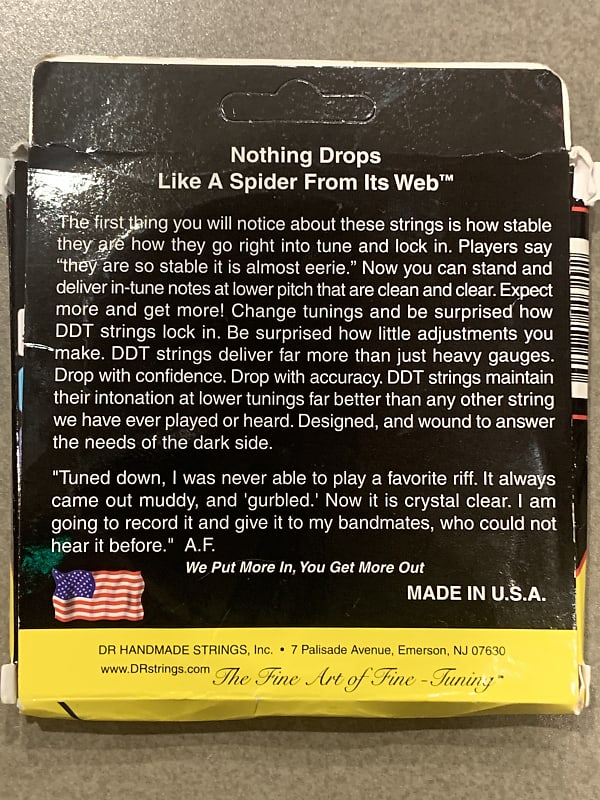 Nothing Drops
Like A Spider From Its Web™
The first thing you will notice about these strings is how stable
they are how they go right into tune and lock in. Players say
“they are so stable it is almost eerie.” Now you can stand and
deliver in-tune notes at lower pitch that are clean and clear. Expect
more and get more! Change tunings and be surprised how
DDT strings lock in. Be surprised how little adjustments you
make. DDT strings deliver far more than just heavy gauges.
Drop with confidence. Drop with accuracy. DDT strings maintain
their intonation at lower tunings far better than any other string
we have ever played or heard. Designed, and wound to answer
the needs of the dark side.
"Tuned down, I was never able to play a favorite riff. It always
came out muddy, and 'gurbled.' Now it is crystal clear. I am
going to record it and give it to my bandmates, who could not
hear it before." A.F.
We Put More In, You Get More Out
MADE IN U.S.A.
DR HANDMADE STRINGS, Inc. • 7 Palisade Avenue, Emerson, NJ 07630
www.DRstrings.com The Fine Art of Fine -Tuning™